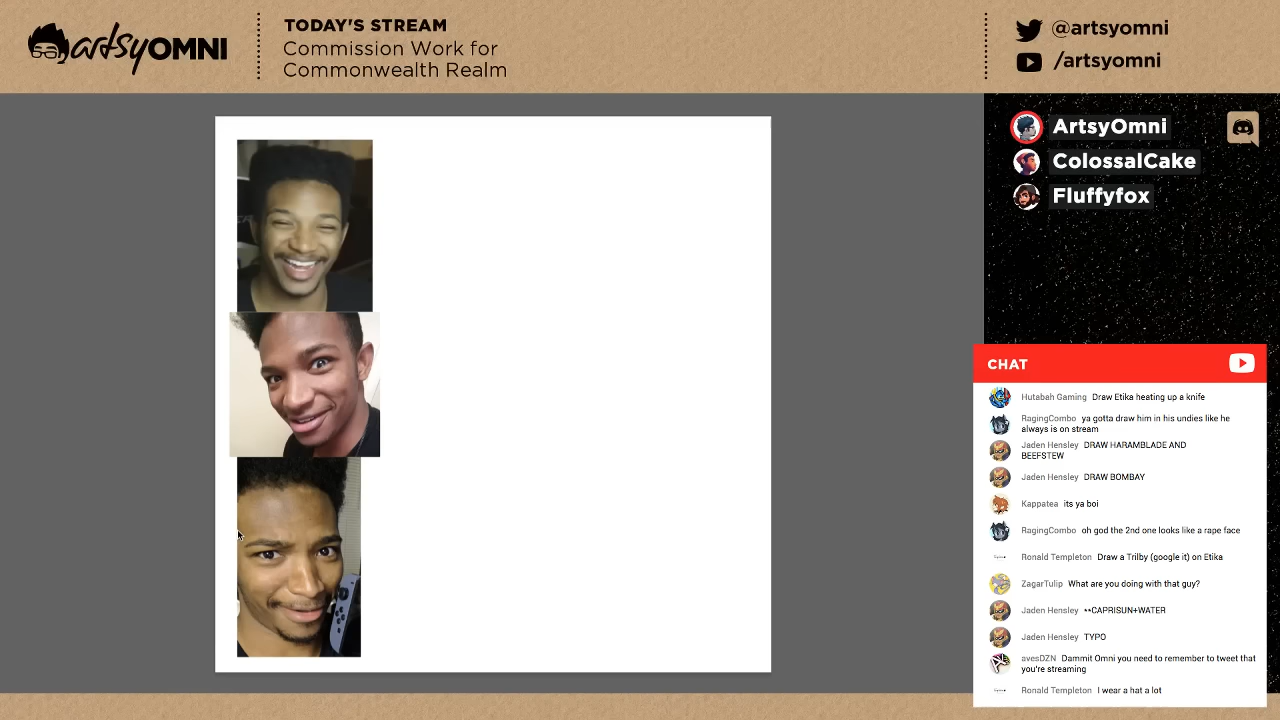 artsyOMNI
TODAY'S STREAM
Commission Work for
Commonwealth Realm
@artsyomni
/artsyomni
ArtsyOmni
ColossalCake
Fluffyfox
CHAT
Hutabah Gaming Draw Etika heating up a knife
RagingCombo ya gotta draw him in his undies like he
always is on stream
Jaden Hensley DRAW HARAMBLADE AND
BEEFSTEW
Jaden Hensley DRAW BOMBAY
Kappatea its ya boi
RagingCombo oh god the 2nd one looks like a rape face
Ronald Templeton Draw a Trilby (google it) on Etika
ZagarTulip What are you doing with that guy?
Jaden Hensley **CAPRISUN+WATER
Jaden Hensley TYPO
avesDZN Dammit Omni you need to remember to tweet that
you're streaming
Ronald Templeton I wear a hat a lot